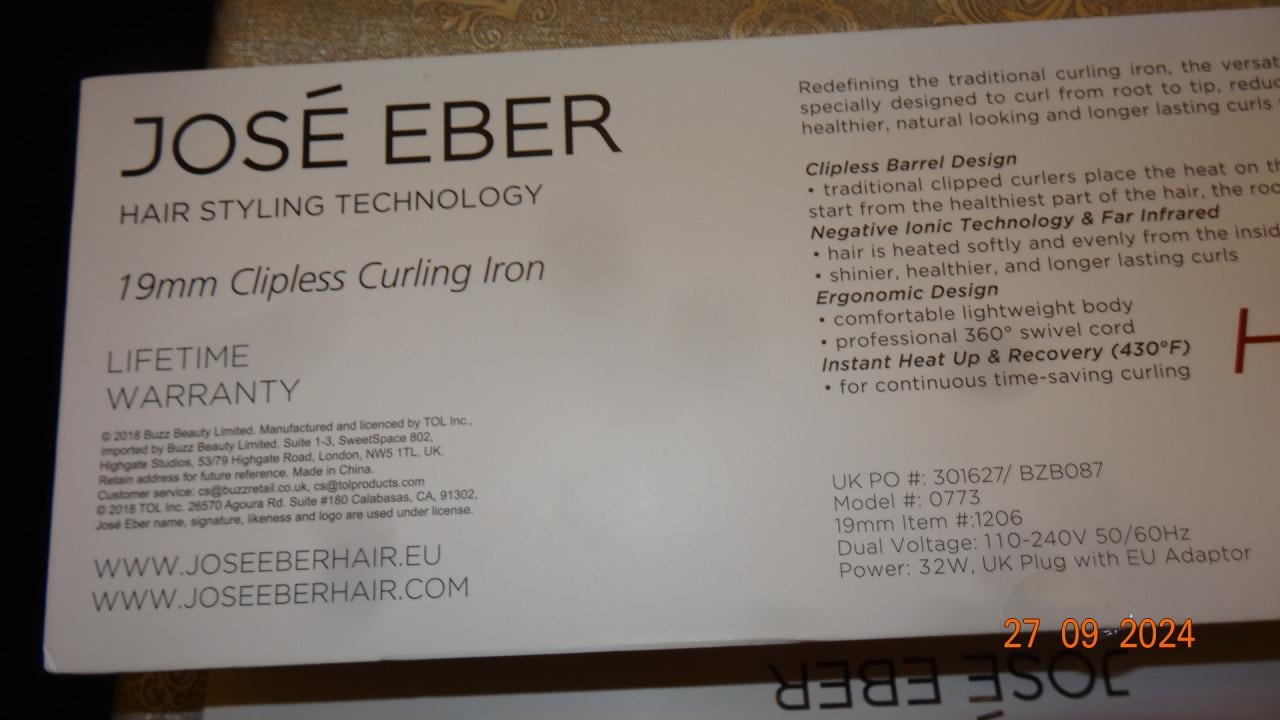 JOSÉ EBER
HAIR STYLING TECHNOLOGY
19mm Clipless Curling Iron
LIFETIME
WARRANTY
© 2018 Buzz Beauty Limited. Manufactured and licenced by TOL Inc.,
Imported by Buzz Beauty Limited. Suite 1-3, SweetSpace 802,
Highgate Studios, 53/79 Highgate Road, London, NW5 1TL, UK.
Retain address for future reference. Made in China.
Customer service: cs@buzzretail.co.uk, cs@tolproducts.com
© 2018 TOL Inc. 26570 Agoura Rd. Suite #180 Calabasas, CA, 91302,
José Eber name, signature, likeness and logo are used under license.
WWW.JOSEEBERHAIR.EU
WWW.JOSEEBERHAIR.COM
Redefining the traditional curling iron, the versat
specially designed to curl from root to tip, reduc
healthier, natural looking and longer lasting curls
Clipless Barrel Design
• traditional clipped curlers place the heat on th
start from the healthiest part of the hair, the roo
Negative Ionic Technology & Far Infrared
• hair is heated softly and evenly from the insid
• shinier, healthier, and longer lasting curls
Ergonomic Design
• comfortable lightweight body
• professional 360° swivel cord
Instant Heat Up & Recovery (430°F)
• for continuous time-saving curling
H
UK PO #: 301627/ BZB087
Model #: 0773
19mm Item #:1206
Dual Voltage: 110-240V 50/60Hz
Power: 32W, UK Plug with EU Adaptor
27 09 2024
JOSÉ EBER